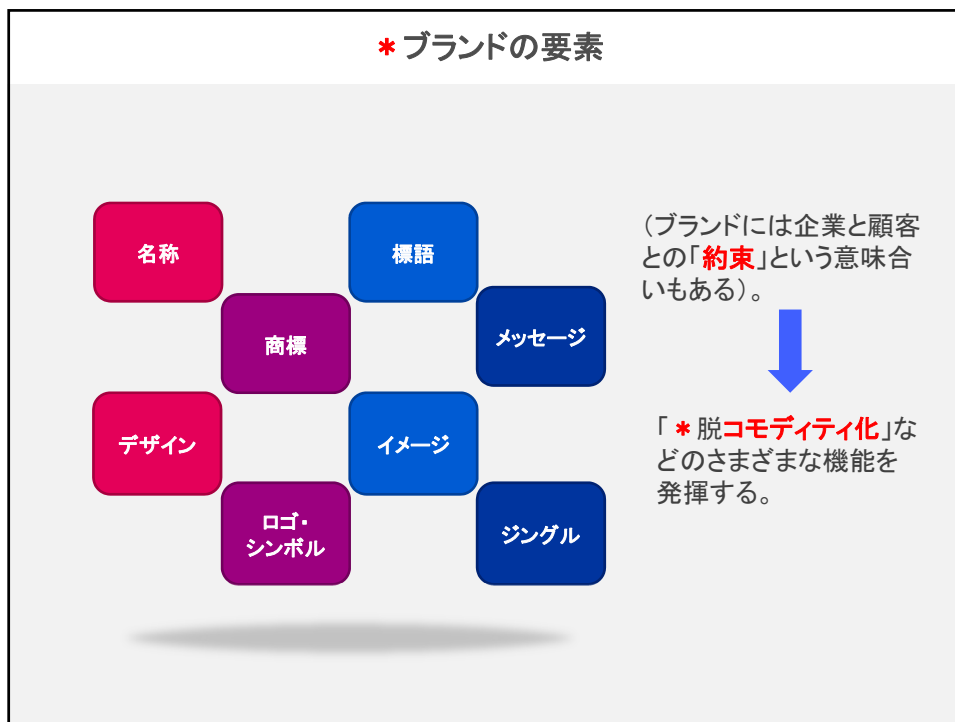 *ブランドの要素
名称
標語
商標
メッセージ
デザイン
イメージ
ロゴ・
シンボル
ジングル
(ブランドには企業と顧客
との「約束」という意味合
いもある)。
「*脱コモディティ化」な
どのさまざまな機能を
発揮する。